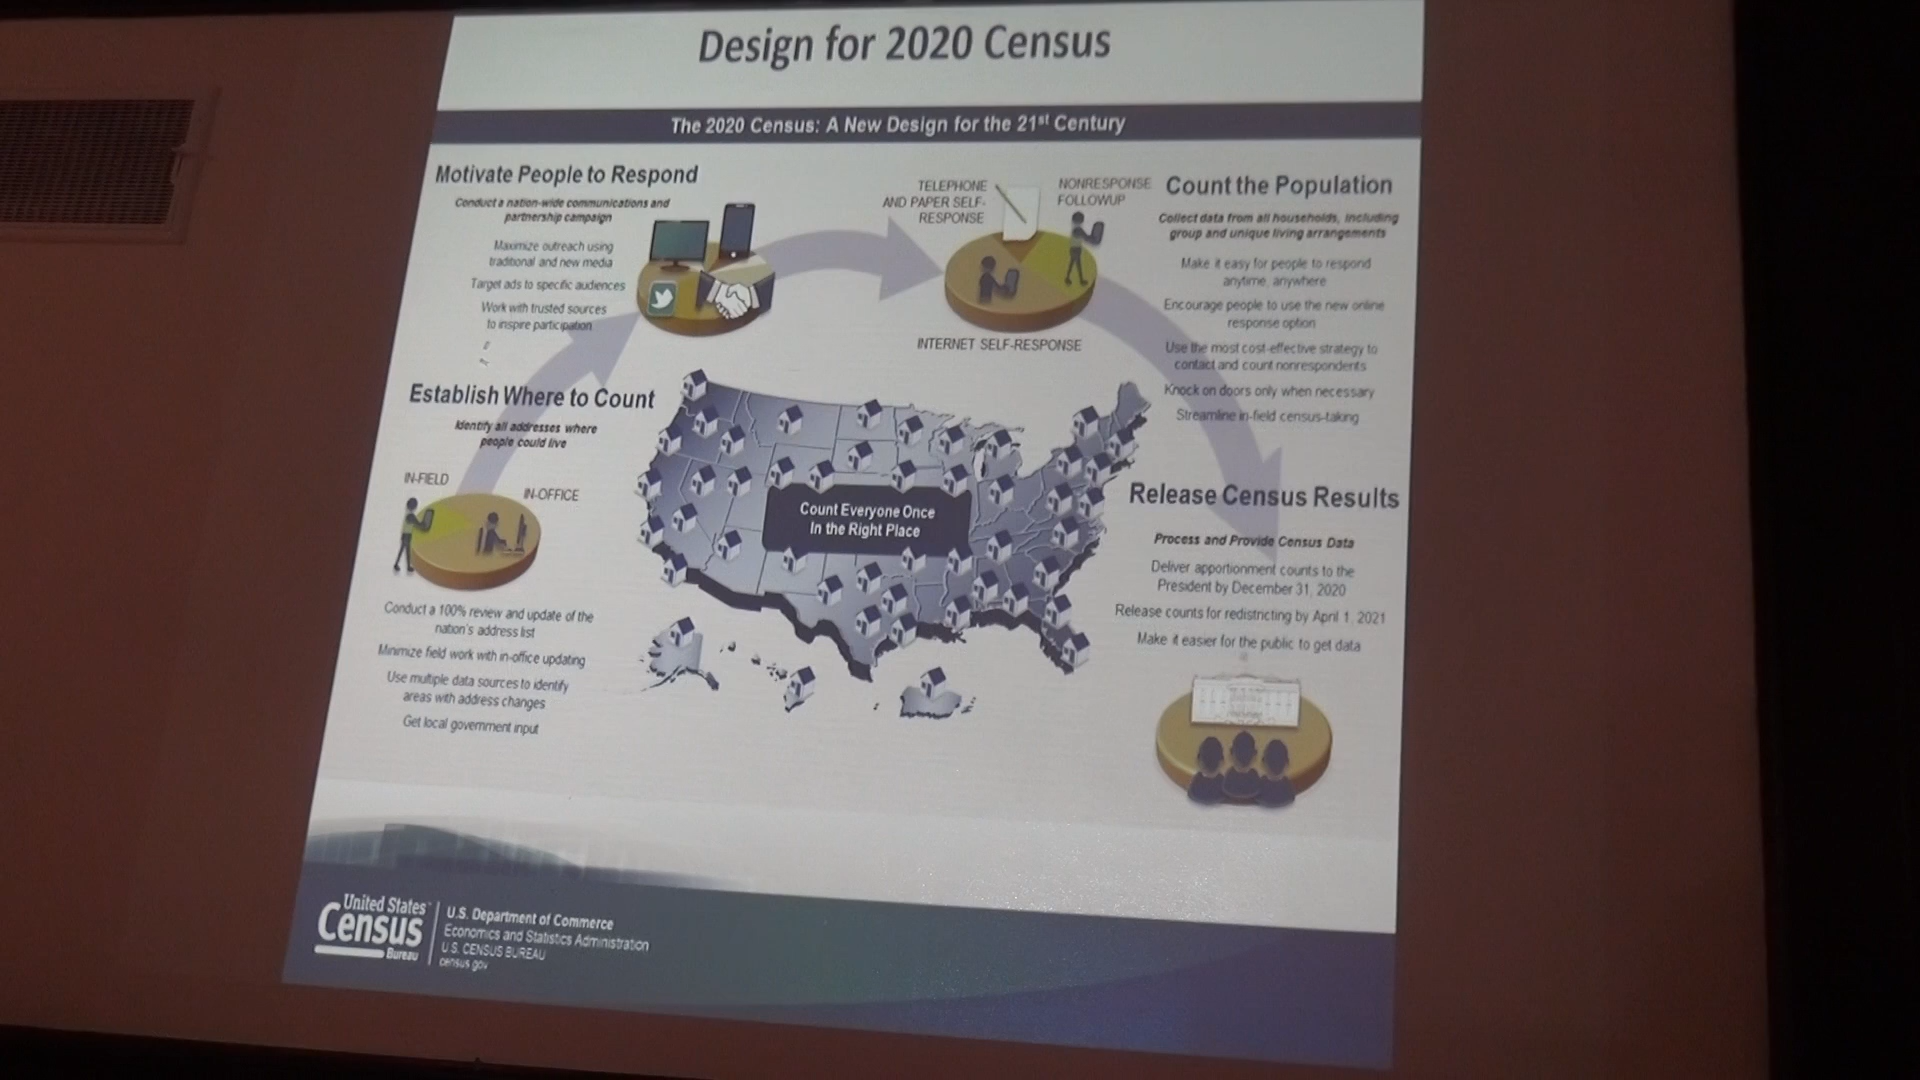 Design for 2020 Census
The 2020 Census: A New Design for the 21st Century
Motivate People to Respond
Conduct a nation-wide communications and
partnership campaign
Maximize outreach using
traditional and new media
Target ads to specific audiences
Work with trusted sources
to inspire participation
TELEPHONE
AND PAPER SELF-
RESPONSE
NONRESPONSE
FOLLOWUP
INTERNET SELF-RESPONSE
Count the Population
Collect data from all households, including
group and unique living arrangements
Make it easy for people to respond
anytime, anywhere
Encourage people to use the new online
response option
Use the most cost-effective strategy to
contact and count nonrespondents
Knock on doors only when necessary
Streamline in-field census-taking
Establish Where to Count
Identify all addresses where
people could live
IN-FIELD
IN-OFFICE
Conduct a 100% review and update of the
nation's address list
Minimize field work with in-office updating
Use multiple data sources to identify
areas with address changes
Get local government input
Count Everyone Once
In the Right Place
Release Census Results
Process and Provide Census Data
Deliver apportionment counts to the
President by December 31, 2020
Release counts for redistricting by April 1, 2021
Make it easier for the public to get data
United States
Census
Bureau
U.S. Department of Commerce
Economics and Statistics Administration
U.S. CENSUS BUREAU
census.gov